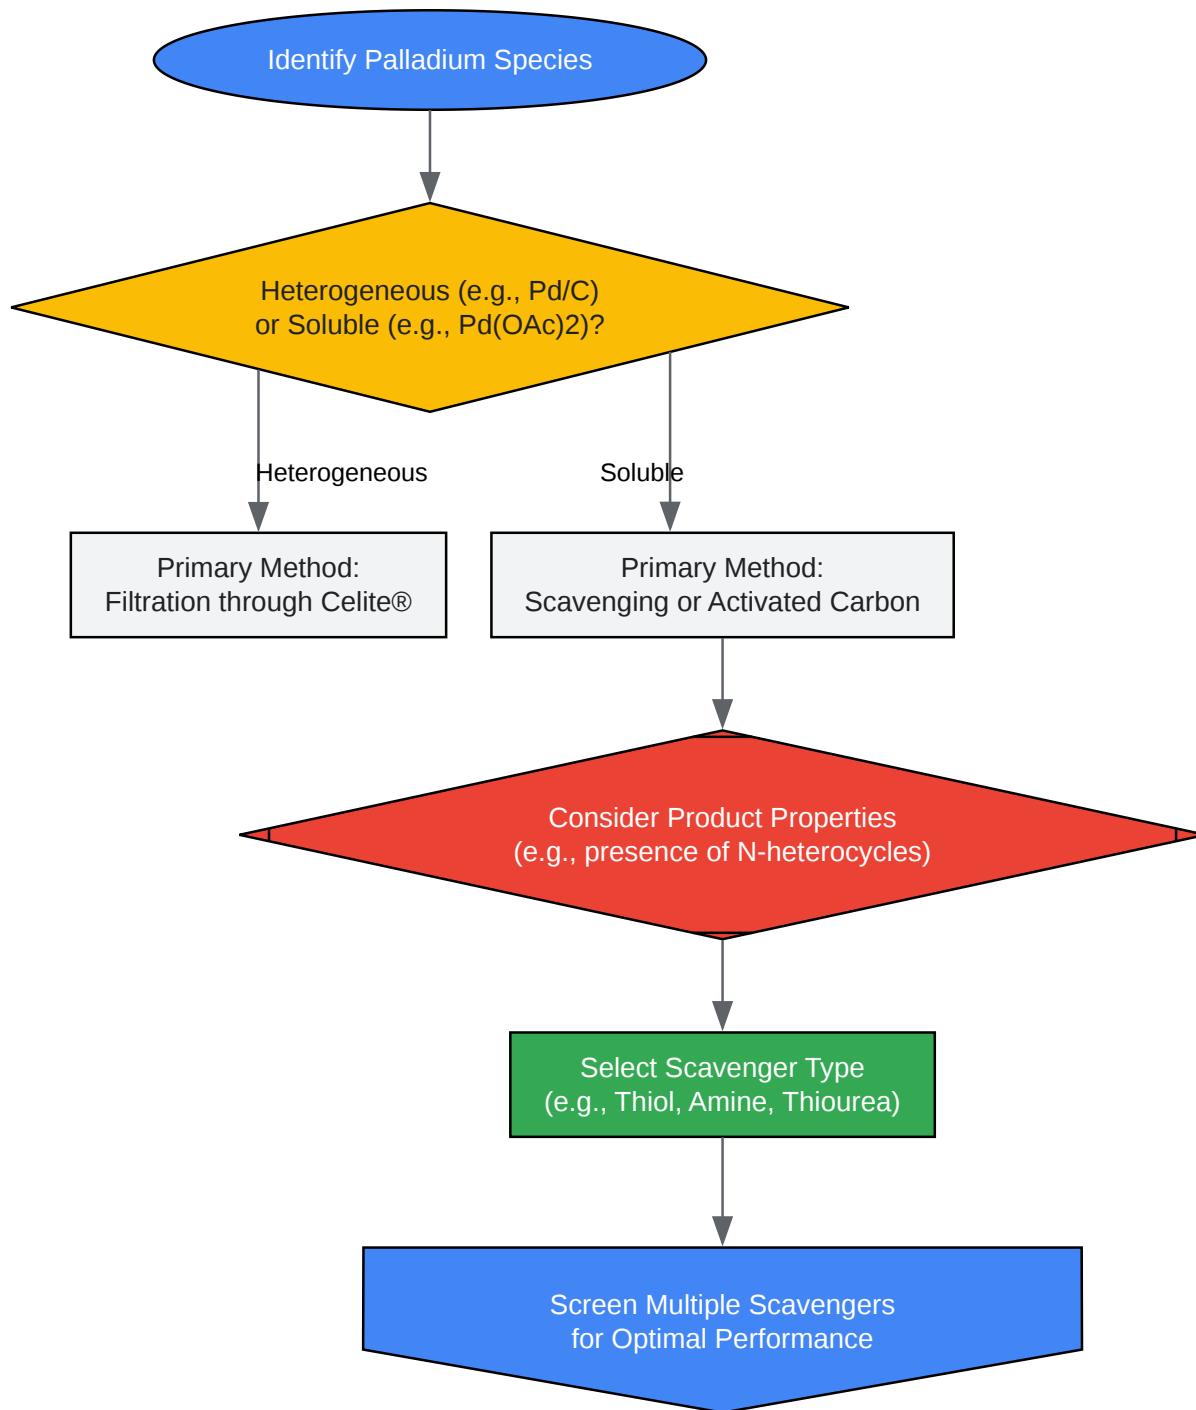 Identify Palladium Species
Heterogeneous (e.g., Pd/C)
or Soluble (e.g., Pd(OAc)2)?
Heterogeneous
Soluble
Primary Method:
Filtration through Celite®
Primary Method:
Scavenging or Activated Carbon
Consider Product Properties
(e.g., presence of N-heterocycles)
Select Scavenger Type
(e.g., Thiol, Amine, Thiourea)
Screen Multiple Scavengers
for Optimal Performance